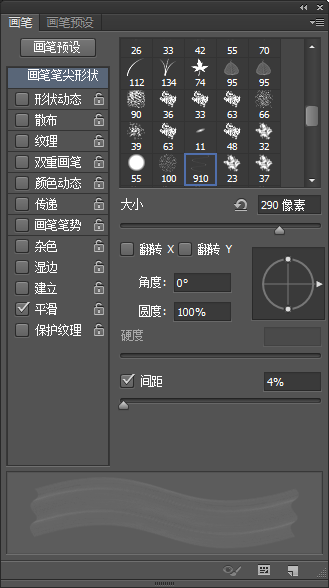 画笔 画笔预设
画笔预设
画笔笔尖形状
形状动态
散布
纹理
双重画笔
颜色动态
传递
画笔笔势
杂色
湿边
建立
平滑
保护纹理
26 33 42 55 70
112 134 74 95 95
90 36 33 63 66
39 63 11 48 32
55 100 910 23 37
大小 290 像素
翻转 X 翻转 Y
角度: 0°
圆度: 100%
硬度
间距 4%